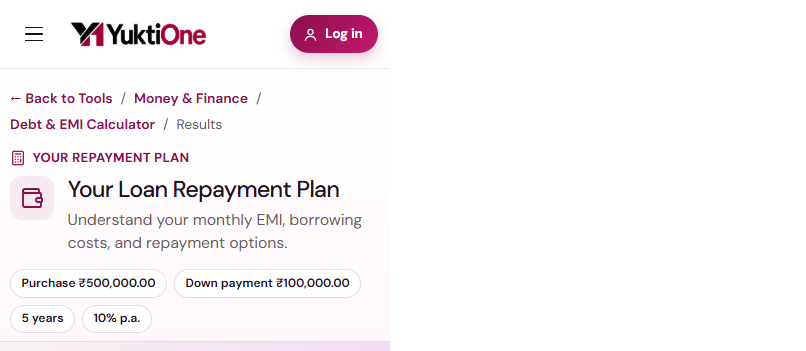 YuktiOne
Log in
← Back to Tools / Money & Finance /
Debt & EMI Calculator / Results
YOUR REPAYMENT PLAN
Your Loan Repayment Plan
Understand your monthly EMI, borrowing
costs, and repayment options.
Purchase ₹500,000.00 Down payment ₹100,000.00
5 years 10% p.a.